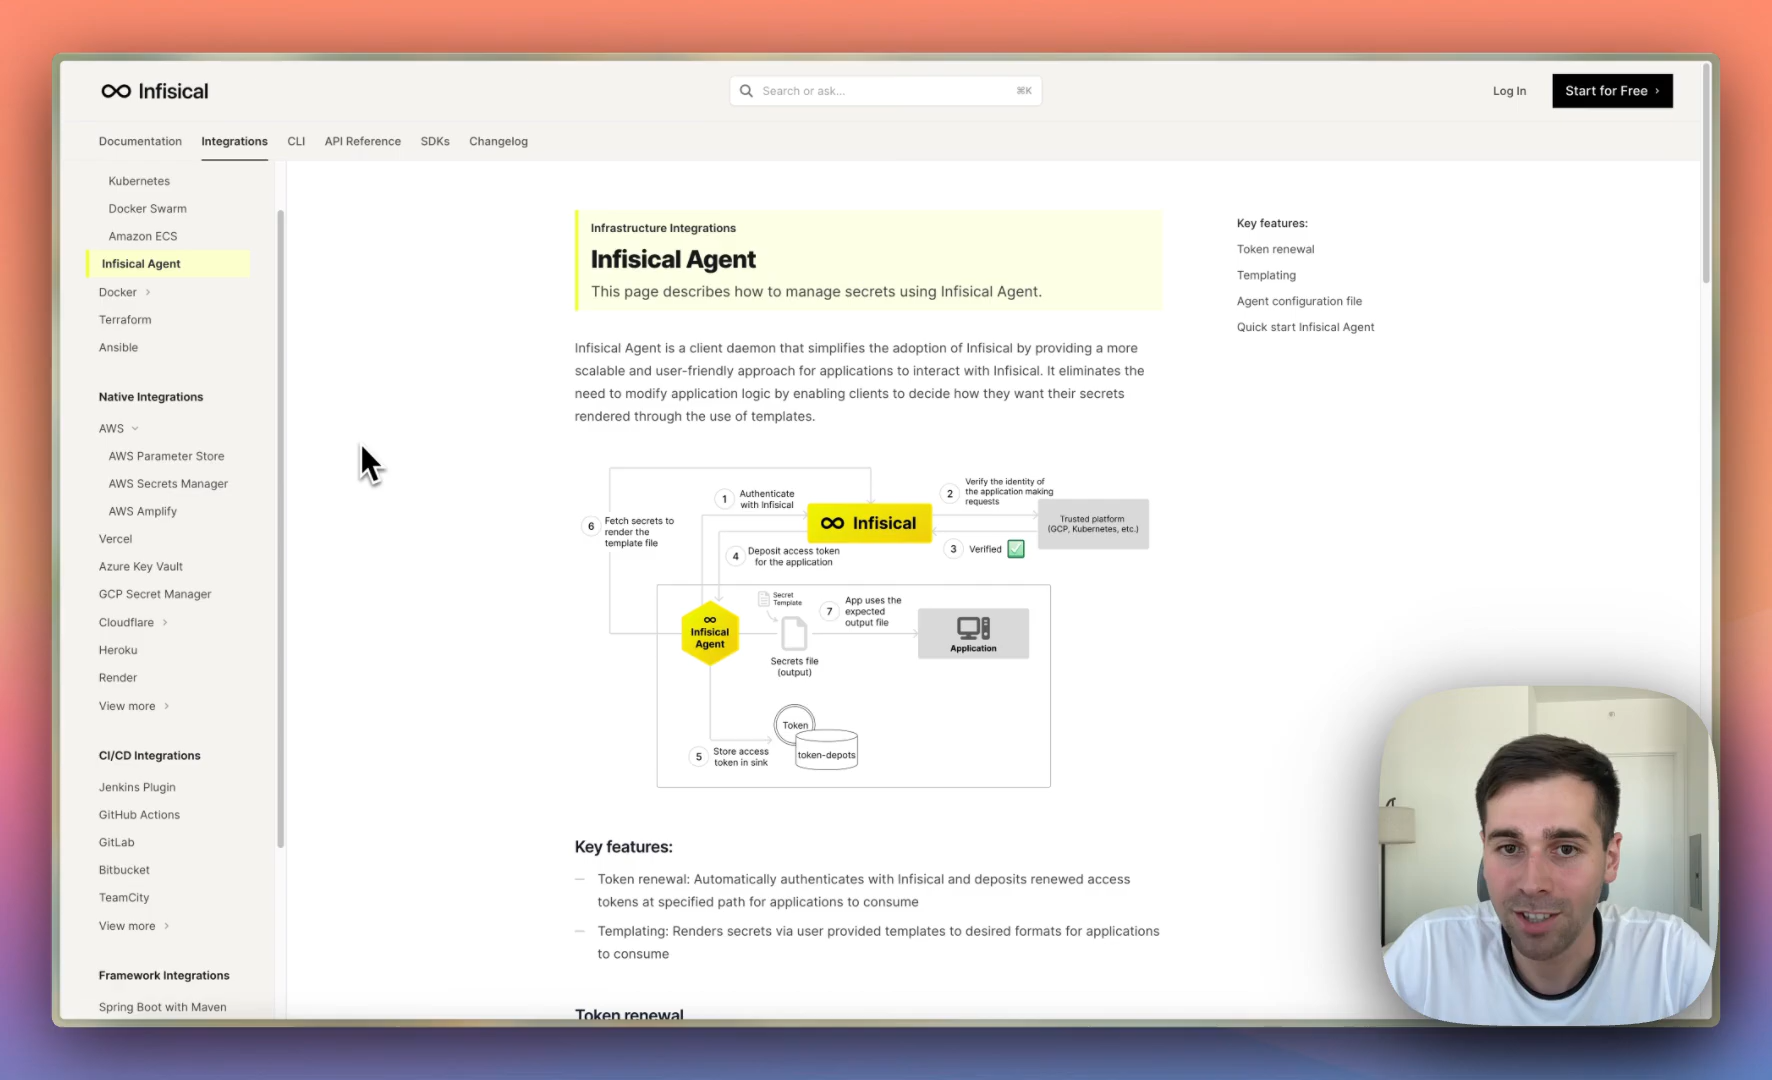 Infisical
Search or ask...
⌘K
Log In
Start for Free ›
Documentation
Integrations
CLI
API Reference
SDKs
Changelog
Kubernetes
Docker Swarm
Amazon ECS
Infisical Agent
Docker
Terraform
Ansible
Native Integrations
AWS
AWS Parameter Store
AWS Secrets Manager
AWS Amplify
Vercel
Azure Key Vault
GCP Secret Manager
Cloudflare
Heroku
Render
View more
CI/CD Integrations
Jenkins Plugin
GitHub Actions
GitLab
Bitbucket
TeamCity
View more
Framework Integrations
Spring Boot with Maven
Infrastructure Integrations
Infisical Agent
This page describes how to manage secrets using Infisical Agent.
Infisical Agent is a client daemon that simplifies the adoption of Infisical by providing a more
scalable and user-friendly approach for applications to interact with Infisical. It eliminates the
need to modify application logic by enabling clients to decide how they want their secrets
rendered through the use of templates.
1
Authenticate
with Infisical
Infisical
2
Verify the identity of
the application making
requests
Trusted platform
(GCP, Kubernetes, etc.)
3
Verified
4
Deposit access token
for the application
6
Fetch secrets to
render the
template file
Infisical
Agent
Secret
Template
Secrets file
(output)
7
App uses the
expected
output file
Application
5
Store access
token in sink
Token
token-depots
Key features:
Token renewal: Automatically authenticates with Infisical and deposits renewed access
tokens at specified path for applications to consume
Templating: Renders secrets via user provided templates to desired formats for applications
to consume
Token renewal
Key features:
Token renewal
Templating
Agent configuration file
Quick start Infisical Agent